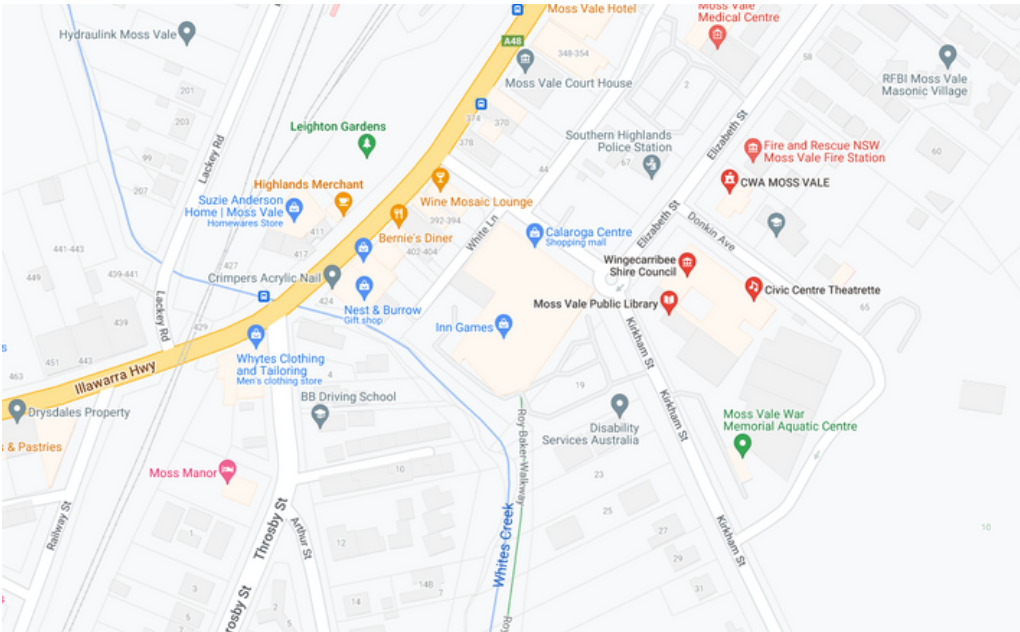 Moss Vale Hotel
Moss Vale
Medical Centre
Hydraulink Moss Vale
A48
348-354
58
Moss Vale Court House
RFBI Moss Vale
Masonic Village
2
201
374
370
203
Leighton Gardens
Lackey Rd
378
Southern Highlands
Police Station
Elizabeth St
Fire and Rescue NSW
Moss Vale Fire Station
60
99
67
44
207
Highlands Merchant
CWA MOSS VALE
Suzie Anderson
Home | Moss Vale
Homewares Store
Wine Mosaic Lounge
392-394
White Ln
Elizabeth St
Donkin Ave
411
Bernie's Diner
Calaroga Centre
Shopping mall
441-443
402-404
427
Wingecarribee
Shire Council
449
439-441
Crimpers Acrylic Nail
Civic Centre Theatrette
424
Moss Vale Public Library
65
Lackey Rd
Nest & Burrow
Gift shop
439
429
Inn Games
Kirkham St
s
451
443
Whytes Clothing
and Tailoring
Men's clothing store
4
463
Illawarra Hwy
19
BB Driving School
Kirkham St
Drysdales Property
Disability
Services Australia
Moss Vale War
Memorial Aquatic Centre
s & Pastries
Roy Baker Walkway
Moss Manor
10
23
Railway St
Throsby St
Arthur St
Whites Creek
25
Kirkham St
10
1
12
27
29
3
14B
31
2
rosby St
14
5
Roy